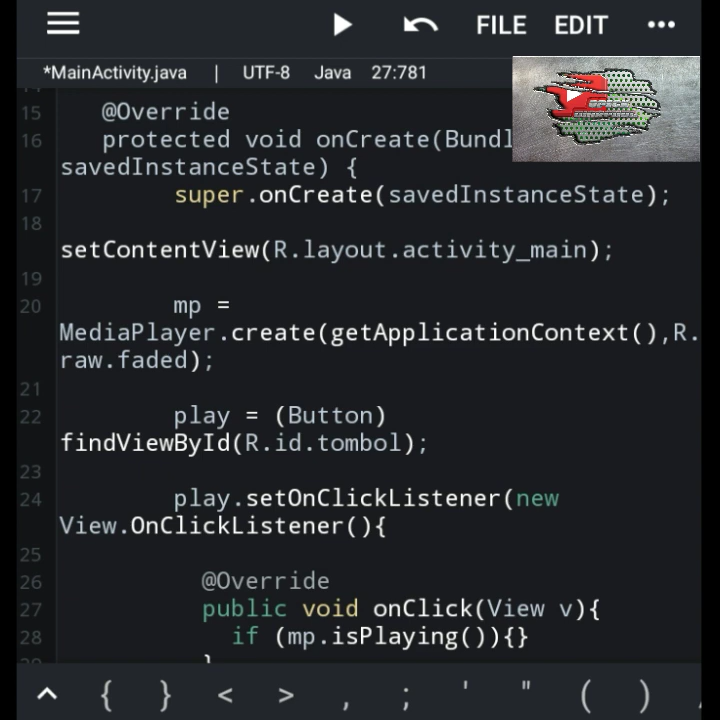 FILE EDIT
*MainActivity.java | UTF-8 Java 27:781
15 @Override
16 protected void onCreate(Bundl
savedInstanceState) {
17 super.onCreate(savedInstanceState);
18
setContentView(R.layout.activity_main);
19
20 mp =
MediaPlayer.create(getApplicationContext(),R.
raw.faded);
21
22 play = (Button)
findViewById(R.id.tombol);
23
24 play.setOnClickListener(new
View.OnClickListener(){
25
26 @Override
27 public void onClick(View v){
28 if (mp.isPlaying()){}
}
{ } < > , ; ' " ( )